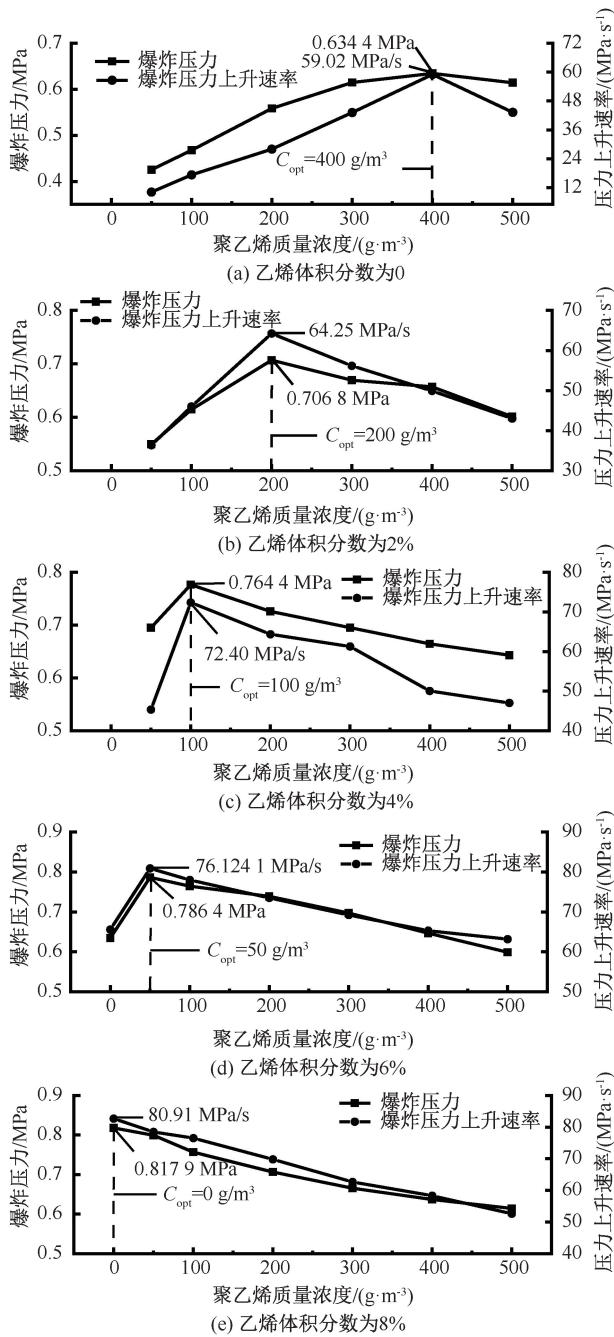 爆炸压力
爆炸压力上升速率
0.634 4 MPa
59.02 MPa/s
C_opt=400 g/m³
爆炸压力/MPa
0.7
0.6
0.5
0.4
压力上升速率/(MPa·s⁻¹)
72
60
48
36
24
12
0 100 200 300 400 500
聚乙烯质量浓度/(g·m⁻³)
(a) 乙烯体积分数为0
爆炸压力
爆炸压力上升速率
64.25 MPa/s
0.706 8 MPa
C_opt=200 g/m³
爆炸压力/MPa
0.8
0.7
0.6
0.5
压力上升速率/(MPa·s⁻¹)
70
60
50
40
30
0 100 200 300 400 500
聚乙烯质量浓度/(g·m⁻³)
(b) 乙烯体积分数为2%
0.764 4 MPa
爆炸压力
爆炸压力上升速率
72.40 MPa/s
C_opt=100 g/m³
爆炸压力/MPa
0.8
0.7
0.6
0.5
压力上升速率/(MPa·s⁻¹)
80
70
60
50
40
0 100 200 300 400 500
聚乙烯质量浓度/(g·m⁻³)
(c) 乙烯体积分数为4%
爆炸压力
爆炸压力上升速率
76.124 1 MPa/s
0.786 4 MPa
C_opt=50 g/m³
爆炸压力/MPa
0.9
0.8
0.7
0.6
0.5
压力上升速率/(MPa·s⁻¹)
90
80
70
60
50
0 100 200 300 400 500
聚乙烯质量浓度/(g·m⁻³)
(d) 乙烯体积分数为6%
爆炸压力
爆炸压力上升速率
80.91 MPa/s
0.817 9 MPa
C_opt=0 g/m³
爆炸压力/MPa
0.9
0.8
0.7
0.6
0.5
压力上升速率/(MPa·s⁻¹)
90
80
70
60
50
40
0 100 200 300 400 500
聚乙烯质量浓度/(g·m⁻³)
(e) 乙烯体积分数为8%